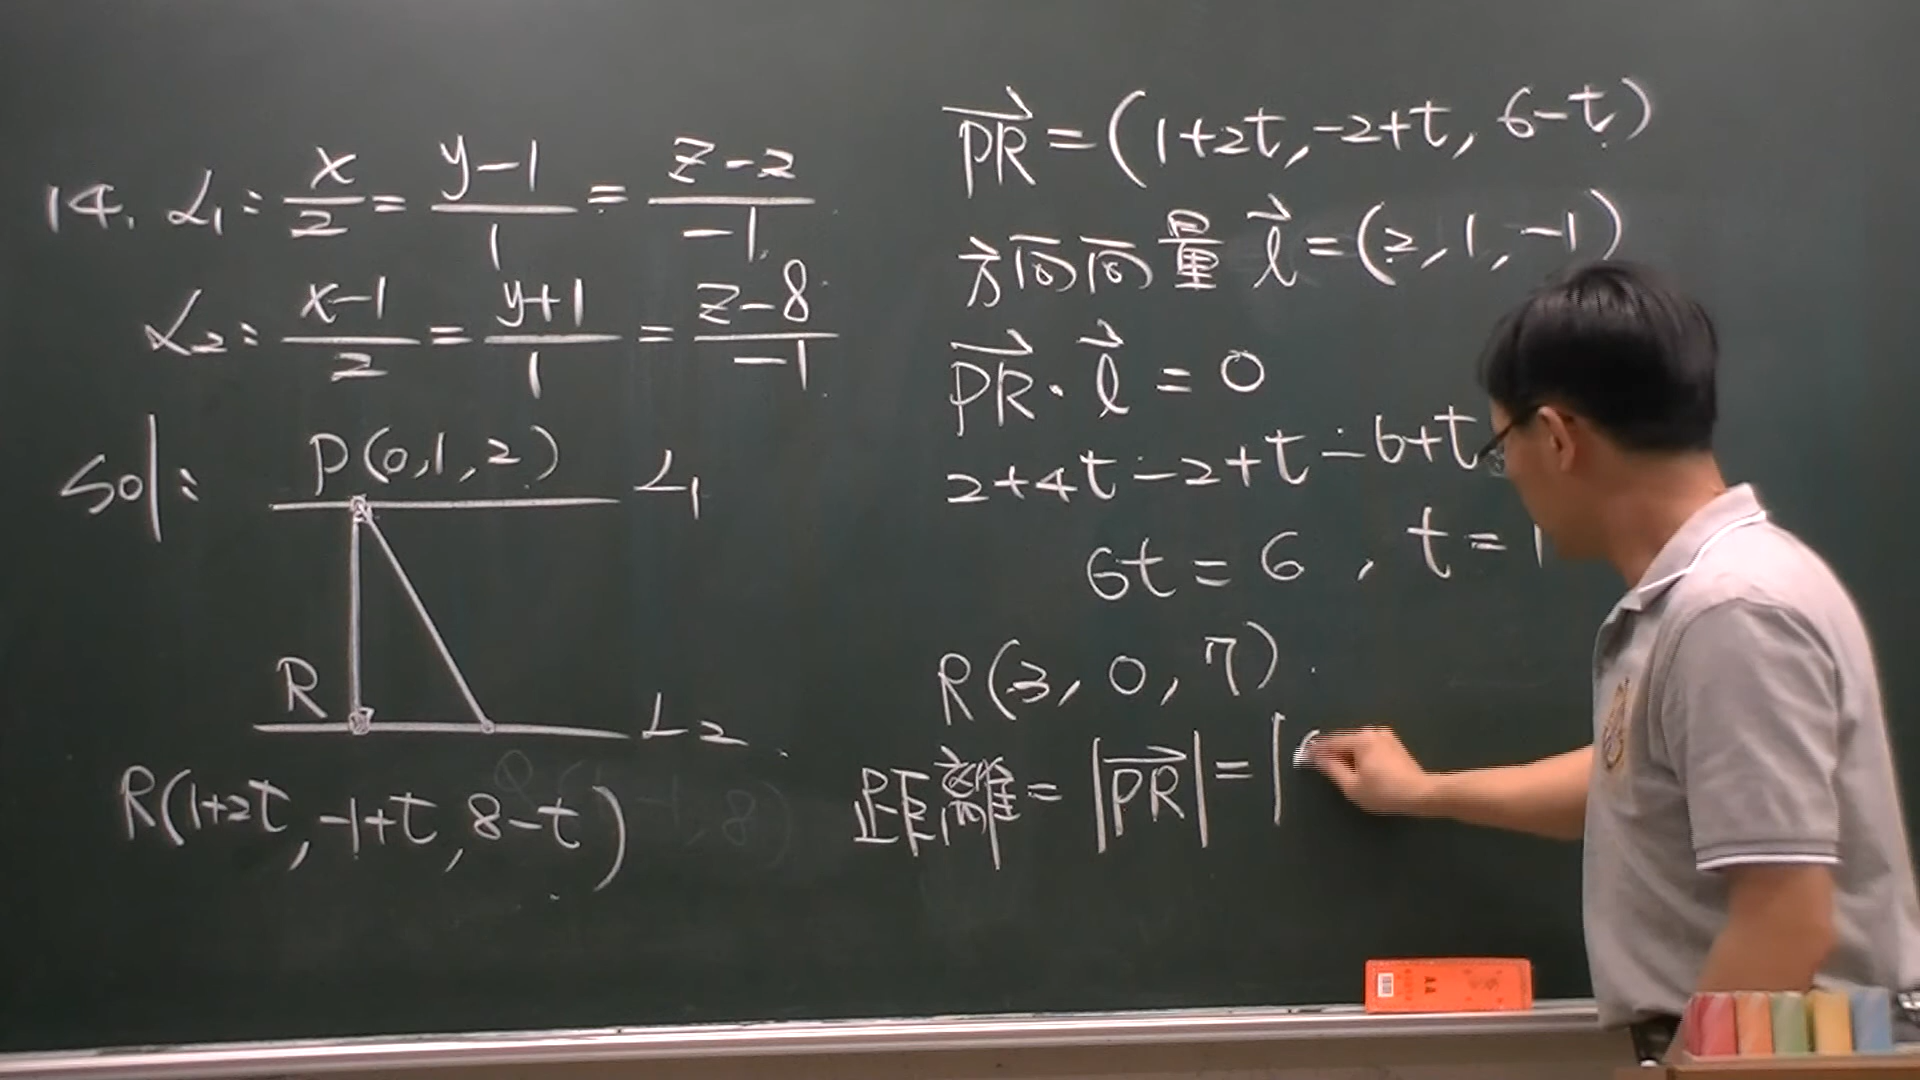 14. L₁: x/2 = y-1/1 = z-2/-1
L₂: x-1/2 = y+1/1 = z-8/-1
Sol:
P(0,1,2)
L₁
R
L₂
R(1+2t, -1+t, 8-t)
PR⃗ = (1+2t, -2+t, 6-t)
方向向量 l⃗ = (2,1,-1)
PR⃗ · l⃗ = 0
2+4t-2+t-6+t
6t = 6, t = 1
R(3,0,7).
距離 = |PR⃗| = |(